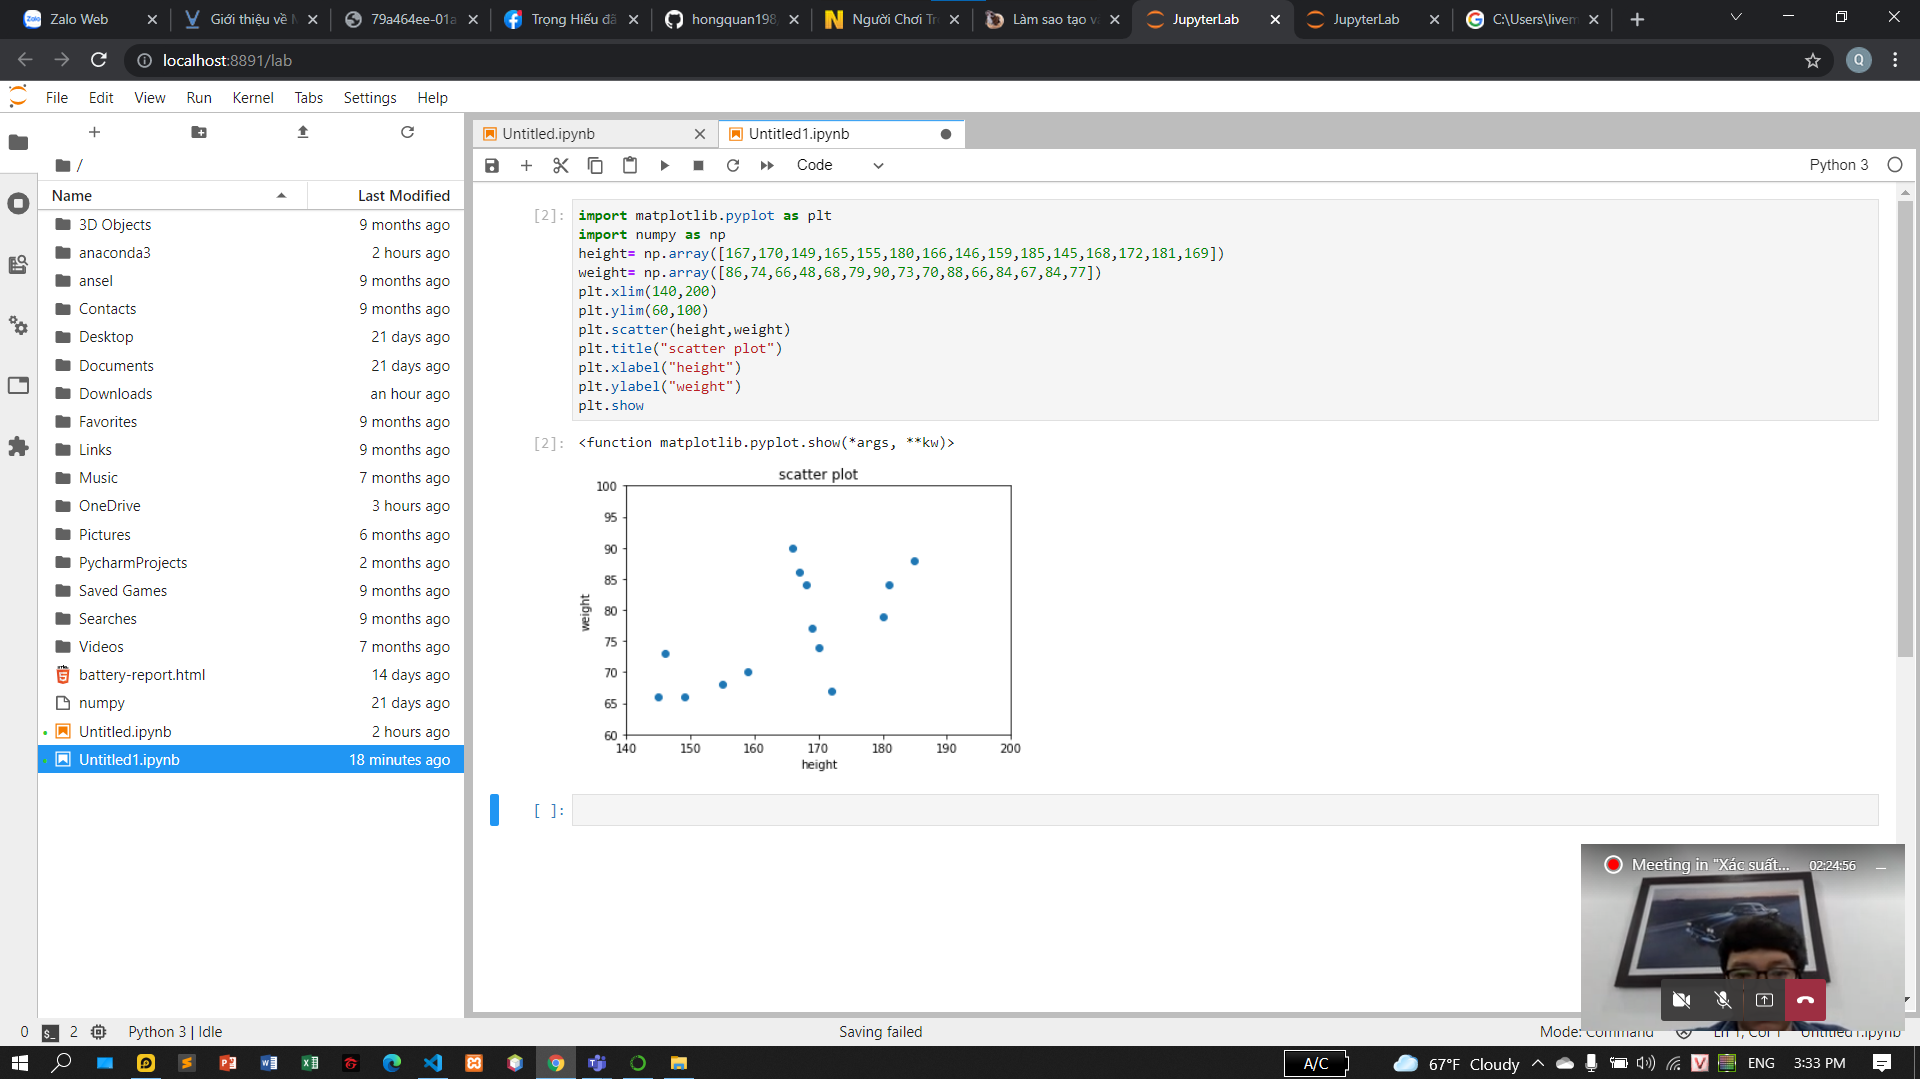 Zalo Web
Giới thiệu về N
79a464ee-01a
Trọng Hiếu đã
hongquan198
Người Chơi Tr
Làm sao tạo v
JupyterLab
JupyterLab
C:\Users\livem
localhost:8891/lab
Q
File Edit View Run Kernel Tabs Settings Help
/
Name Last Modified
3D Objects 9 months ago
anaconda3 2 hours ago
ansel 9 months ago
Contacts 9 months ago
Desktop 21 days ago
Documents 21 days ago
Downloads an hour ago
Favorites 9 months ago
Links 9 months ago
Music 7 months ago
OneDrive 3 hours ago
Pictures 6 months ago
PycharmProjects 2 months ago
Saved Games 9 months ago
Searches 9 months ago
Videos 7 months ago
battery-report.html 14 days ago
numpy 21 days ago
Untitled.ipynb 2 hours ago
Untitled1.ipynb 18 minutes ago
Untitled.ipynb
Untitled1.ipynb
Code
Python 3
[2]:
import matplotlib.pyplot as plt
import numpy as np
height= np.array([167,170,149,165,155,180,166,146,159,185,145,168,172,181,169])
weight= np.array([86,74,66,48,68,79,90,73,70,88,66,84,67,84,77])
plt.xlim(140,200)
plt.ylim(60,100)
plt.scatter(height,weight)
plt.title("scatter plot")
plt.xlabel("height")
plt.ylabel("weight")
plt.show
[2]: <function matplotlib.pyplot.show(*args, **kw)>
scatter plot
100
95
90
85
80
75
70
65
60
weight
140 150 160 170 180 190 200
height
[ ]:
Meeting in "Xác suất... 02:24:56
0 2 Python 3 | Idle
Saving failed
Mode: Command
Ln 1, Col 1
Untitled1.ipynb
A/C
67°F Cloudy
ENG
3:33 PM